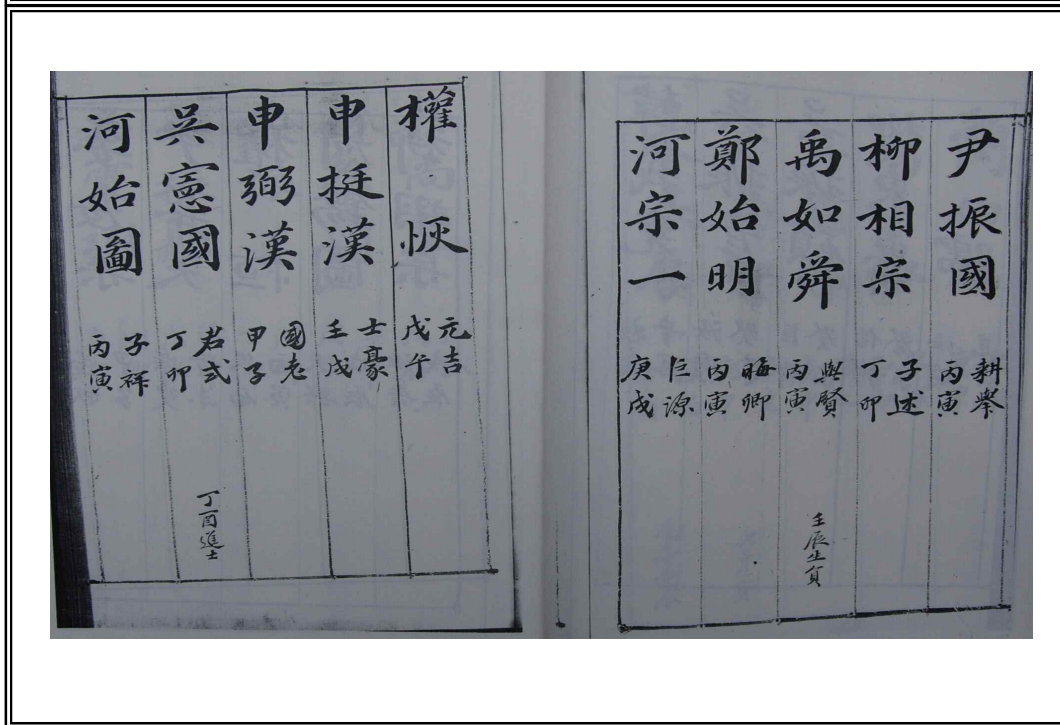 尹振國
丙寅
柳相宗
子述
丁卯
禹如舜
興賢
丙寅
壬辰生員
鄭始明
晦卿
丙寅
河宗一
巨源
庚戌
權恢
元吉
戊午
申挺漢
士豪
壬戌
申弼漢
國老
甲子
吳憲國
君式
丁卯
丁酉進士
河始圖
子祥
丙寅